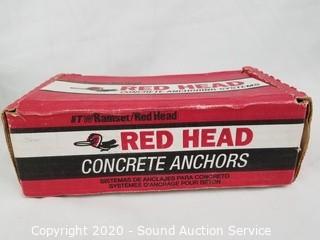 RED HEAD
CONCRETE ANCHORING SYSTEMS
ITW Ramset/Red Head
RED HEAD
CONCRETE ANCHORS
SISTEMAS DE ANCLAJES PARA CONCRETO
SYSTÈMES D'ANCRAGE POUR BÉTON
Copyright 2020 - Sound Auction Service